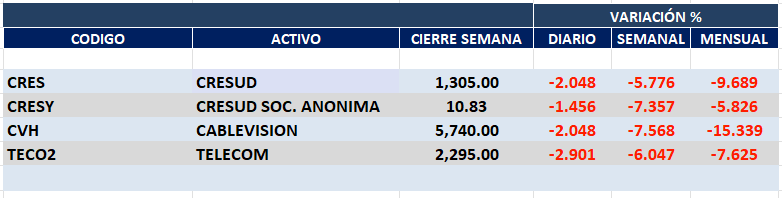 VARIACIÓN %
CODIGO ACTIVO CIERRE SEMANA DIARIO SEMANAL MENSUAL
CRES CRESUD 1,305.00 -2.048 -5.776 -9.689
CRESY CRESUD SOC. ANONIMA 10.83 -1.456 -7.357 -5.826
CVH CABLEVISION 5,740.00 -2.048 -7.568 -15.339
TECO2 TELECOM 2,295.00 -2.901 -6.047 -7.625